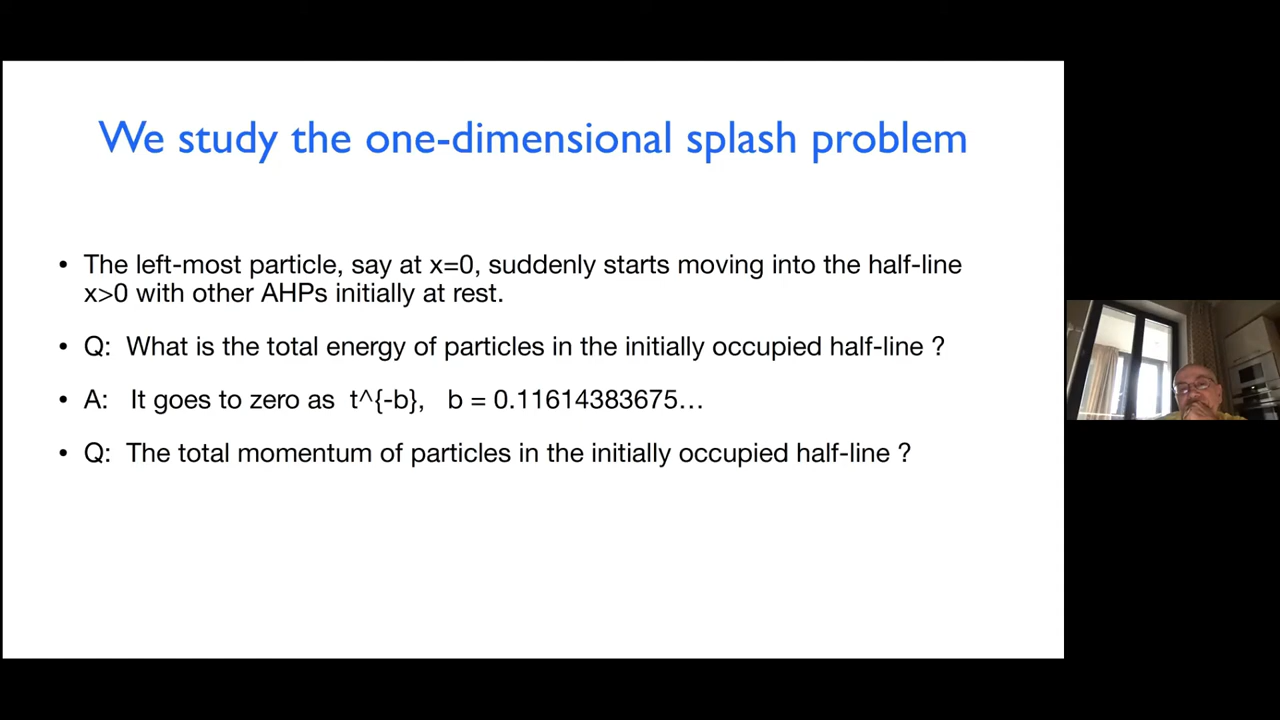 We study the one-dimensional splash problem
• The left-most particle, say at x=0, suddenly starts moving into the half-line
x>0 with other AHPs initially at rest.
• Q: What is the total energy of particles in the initially occupied half-line ?
• A: It goes to zero as t^{-b}, b = 0.11614383675…
• Q: The total momentum of particles in the initially occupied half-line ?